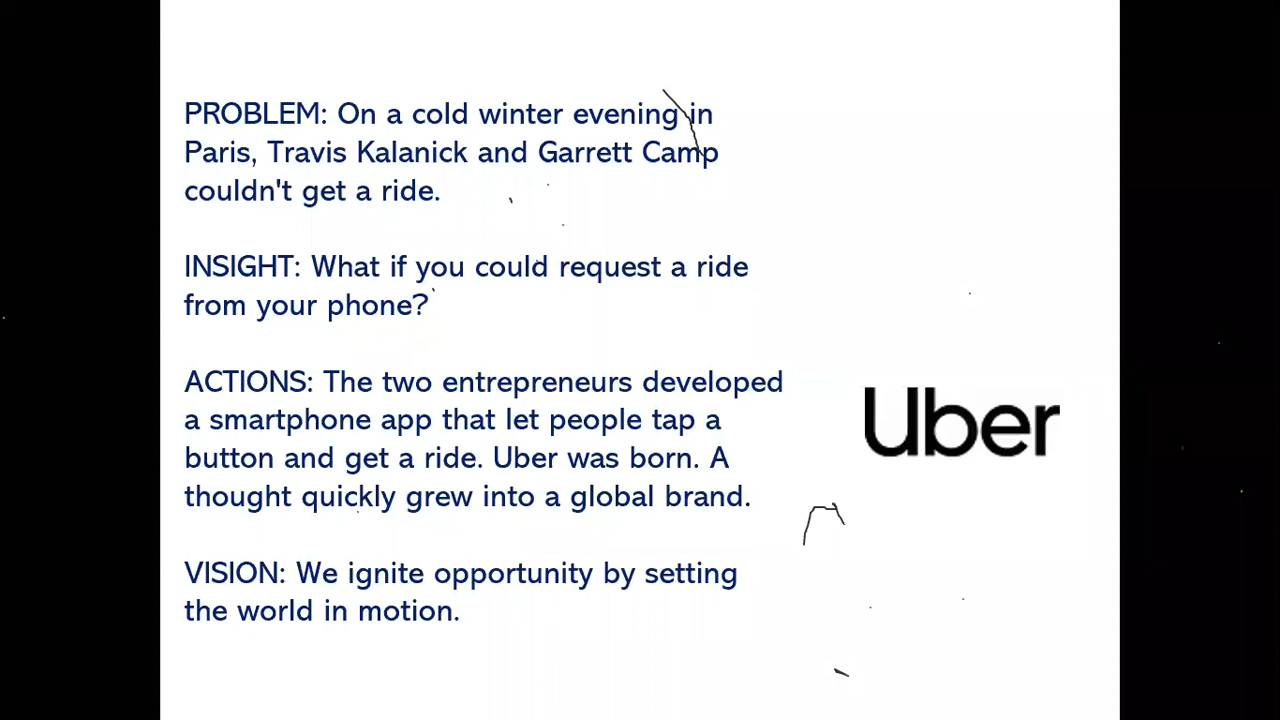 PROBLEM: On a cold winter evening in
Paris, Travis Kalanick and Garrett Camp
couldn't get a ride.
INSIGHT: What if you could request a ride
from your phone?
ACTIONS: The two entrepreneurs developed
a smartphone app that let people tap a
button and get a ride. Uber was born. A
thought quickly grew into a global brand.
Uber
VISION: We ignite opportunity by setting
the world in motion.